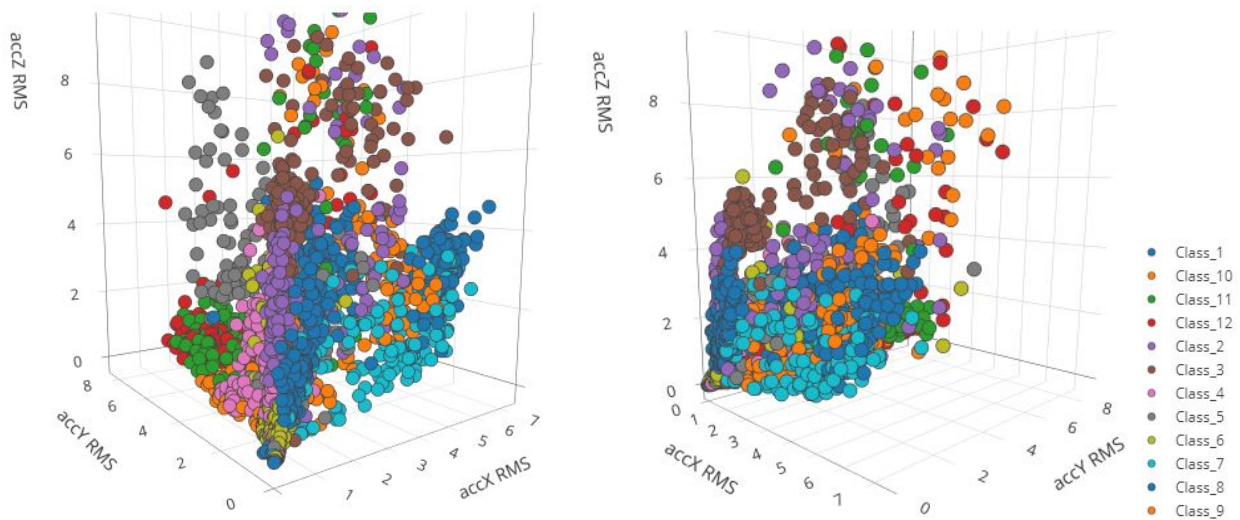 accZ RMS
8
6
4
2
0
8
6
4
2
0
accY RMS
1
2
3
4
5
6
7
accX RMS
accZ RMS
8
6
4
2
0
0
1
2
3
4
5
6
7
accX RMS
0
2
4
6
8
accY RMS
Class_1
Class_10
Class_11
Class_12
Class_2
Class_3
Class_4
Class_5
Class_6
Class_7
Class_8
Class_9